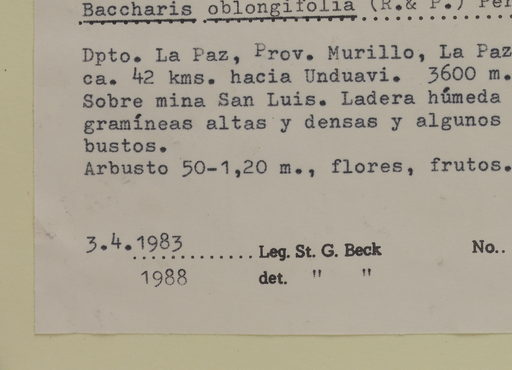 Baccharis oblongifolia (R.& P.) Per
Dpto. La Paz, Prov. Murillo, La Paz
ca. 42 kms. hacia Unduavi. 3600 m.
Sobre mina San Luis. Ladera húmeda
gramíneas altas y densas y algunos
bustos.
Arbusto 50-1,20 m., flores, frutos.
3.4.1983 Leg. St. G. Beck No..
1988 det. " "